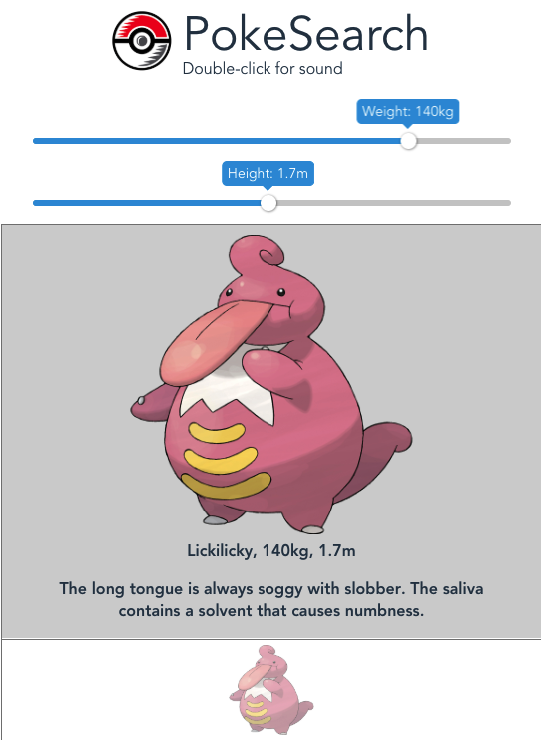 PokeSearch
Double-click for sound
Weight: 140kg
Height: 1.7m
Lickilicky, 140kg, 1.7m
The long tongue is always soggy with slobber. The saliva
contains a solvent that causes numbness.